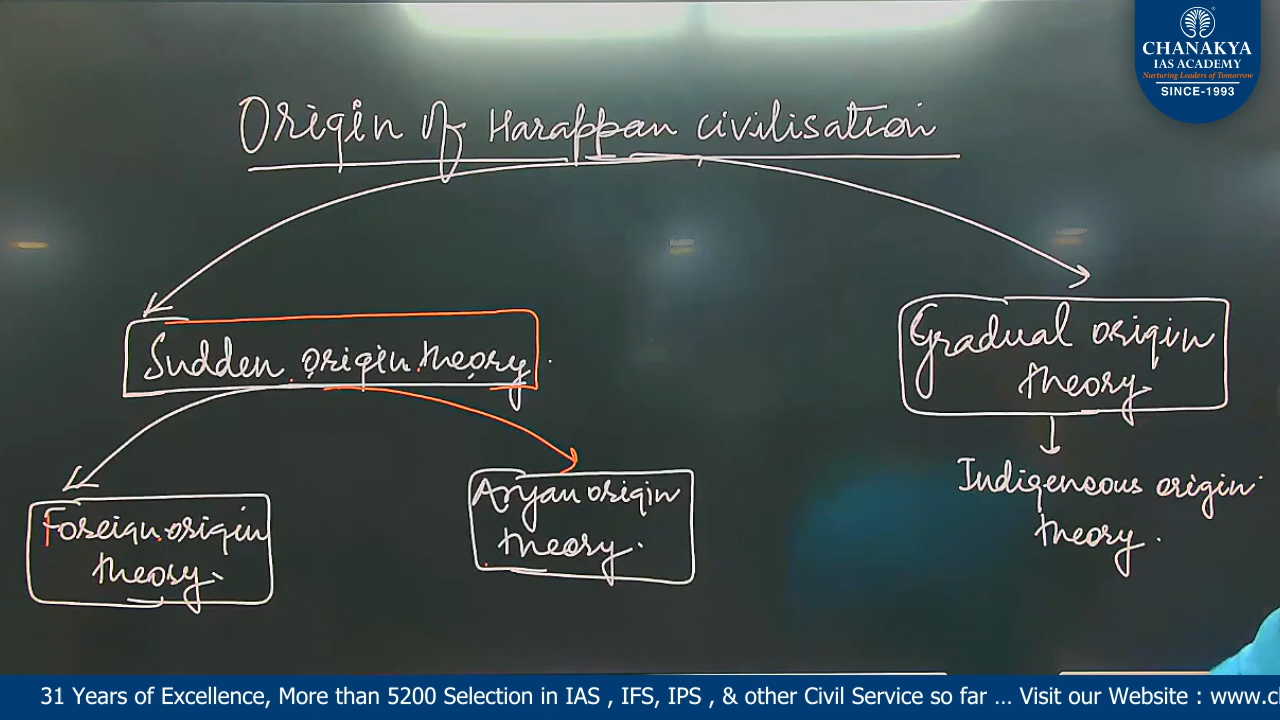 CHANAKYA
IAS ACADEMY
Nurturing Leaders of Tomorrow
SINCE-1993
Origin of Harappan civilisation
Sudden origin theory.
Gradual origin
theory.
Foreign origin
theory.
Aryan origin
theory.
Indigeneous origin
theory.
31 Years of Excellence, More than 5200 Selection in IAS , IFS, IPS , & other Civil Service so far ... Visit our Website : www.c